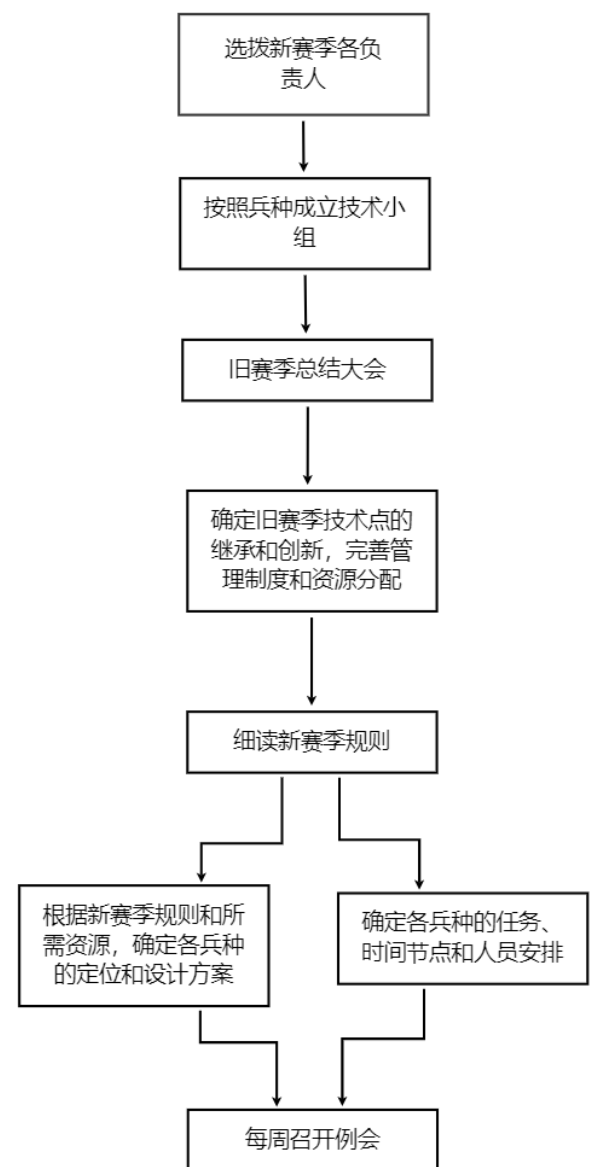 选拨新赛季各负
责人
按照兵种成立技术小
组
旧赛季总结大会
确定旧赛季技术点的
继承和创新，完善管
理制度和资源分配
细读新赛季规则
根据新赛季规则和所
需资源，确定各兵种
的定位和设计方案
确定各兵种的任务、
时间节点和人员安排
每周召开例会